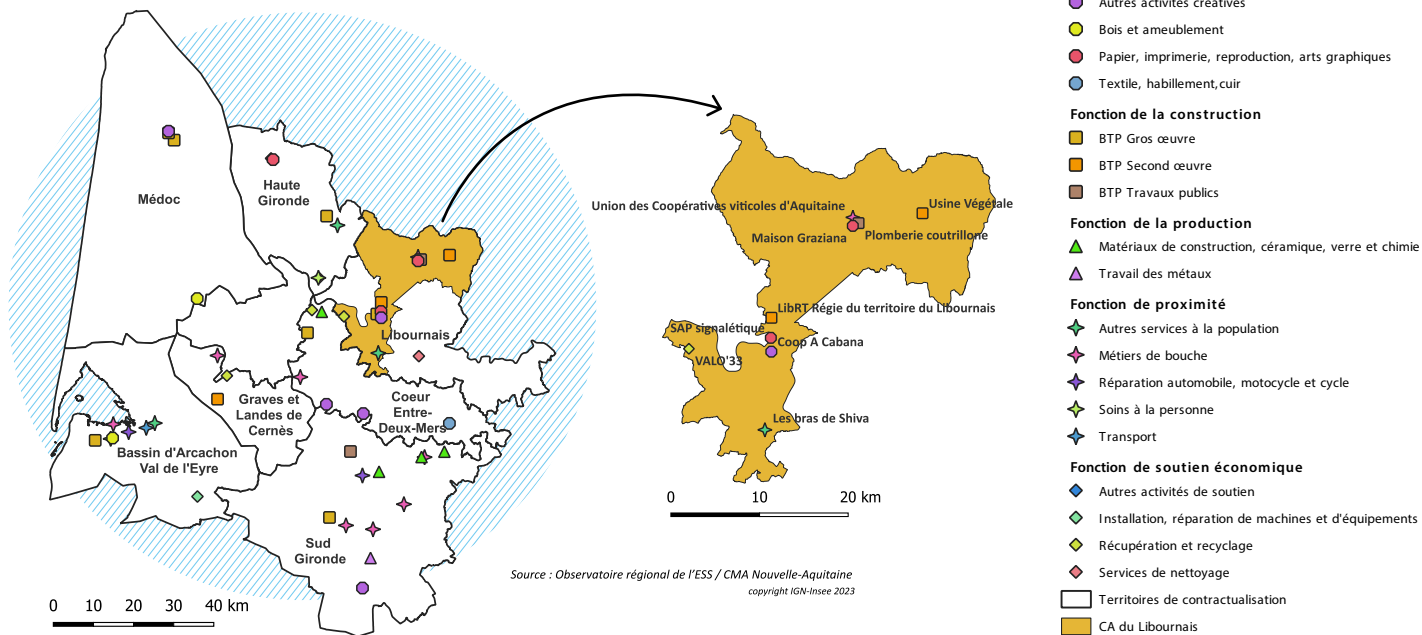 Médoc
Haute
Gironde
Libournais
Graves et
Landes de
Cernès
Coeur
Entre-
Deux-Mers
Bassin d'Arcachon
Val de l'Eyre
Sud
Gironde
0 10 20 30 40 km
Union des Coopératives viticoles d'Aquitaine
Usine Végétale
Maison Graziana
Plomberie coutrillone
LibRT Régie du territoire du Libournais
SAP signalétique
Coop A Cabana
VALO'33
Les bras de Shiva
0 10 20 km
Source : Observatoire régional de l'ESS / CMA Nouvelle-Aquitaine
copyright IGN-Insee 2023
Autres activités créatives
Bois et ameublement
Papier, imprimerie, reproduction, arts graphiques
Textile, habillement,cuir
Fonction de la construction
BTP Gros œuvre
BTP Second œuvre
BTP Travaux publics
Fonction de la production
Matériaux de construction, céramique, verre et chimie
Travail des métaux
Fonction de proximité
Autres services à la population
Métiers de bouche
Réparation automobile, motocycle et cycle
Soins à la personne
Transport
Fonction de soutien économique
Autres activités de soutien
Installation, réparation de machines et d'équipements
Récupération et recyclage
Services de nettoyage
Territoires de contractualisation
CA du Libournais